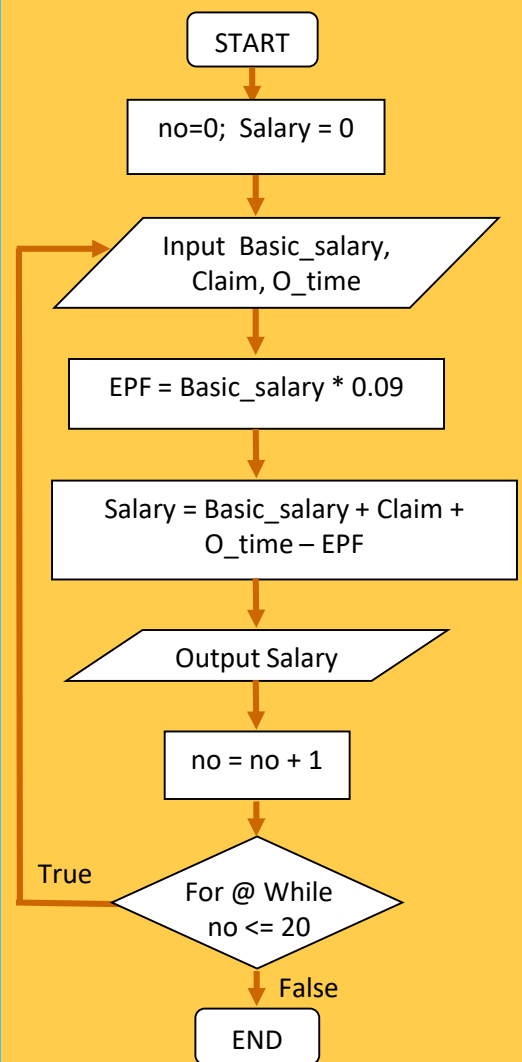 START
no=0; Salary = 0
Input Basic_salary,
Claim, O_time
EPF = Basic_salary * 0.09
Salary = Basic_salary + Claim +
O_time – EPF
Output Salary
no = no + 1
True
For @ While
no <= 20
False
END